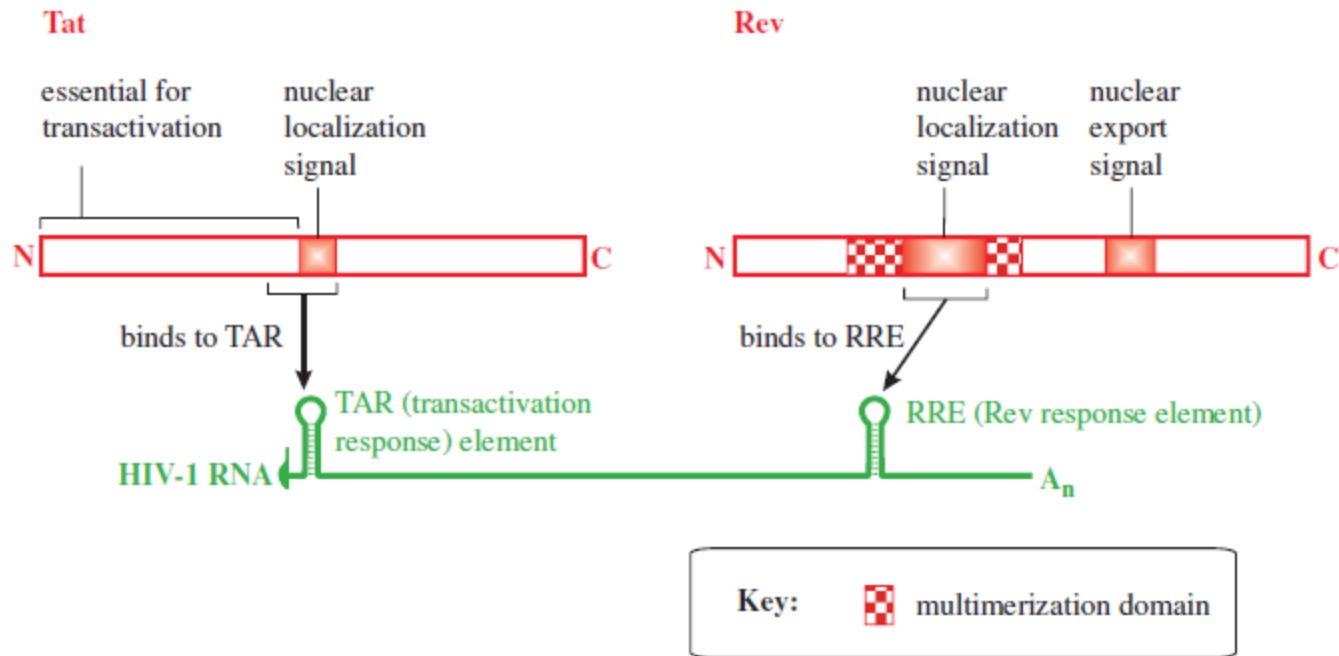 Tat
essential for
transactivation
nuclear
localization
signal
N
C
binds to TAR
TAR (transactivation
response) element
HIV-1 RNA
Rev
nuclear
localization
signal
nuclear
export
signal
N
C
binds to RRE
RRE (Rev response element)
An
Key:
multimerization domain